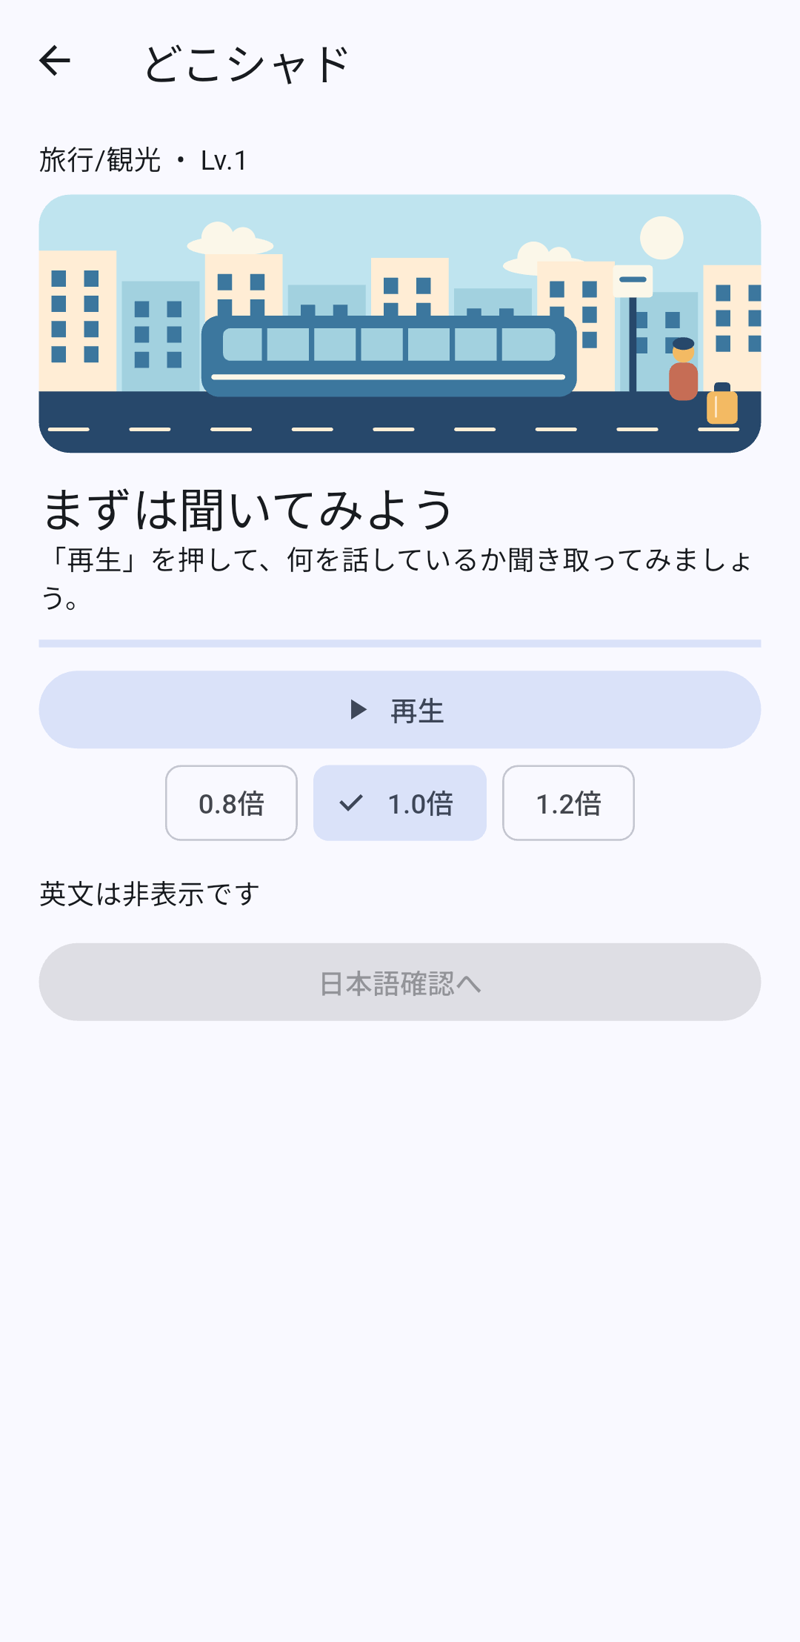 どこシャド
旅行/観光 • Lv.1
まずは聞いてみよう
「再生」を押して、何を話しているか聞き取ってみましょ
う。
再生
0.8倍
1.0倍
1.2倍
英文は非表示です
日本語確認へ